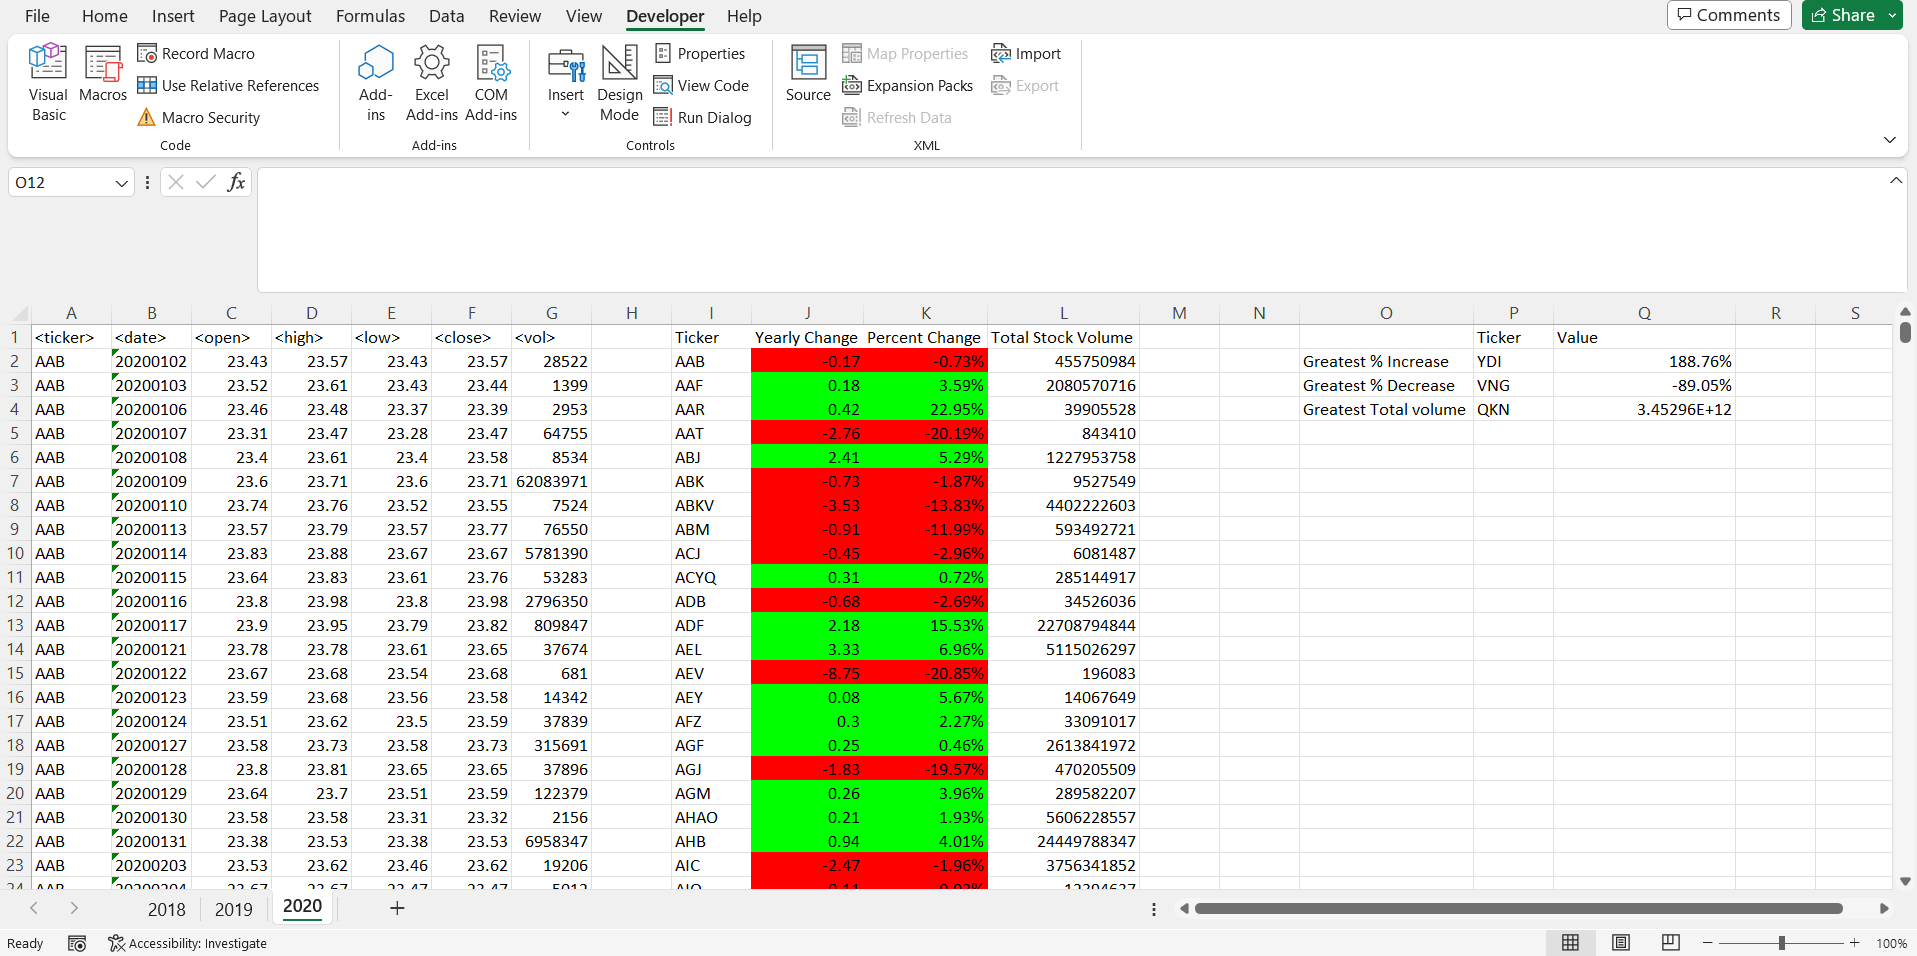 File Home Insert Page Layout Formulas Data Review View Developer Help Comments Share
Visual Basic Macros Record Macro Use Relative References Macro Security Code
Add-ins Excel Add-ins COM Add-ins Add-ins
Insert Design Mode Properties View Code Run Dialog Controls
Source Map Properties Expansion Packs Refresh Data Import Export XML
O12 fx
A B C D E F G H I J K L M N O P Q R S
1 <ticker> <date> <open> <high> <low> <close> <vol> Ticker Yearly Change Percent Change Total Stock Volume Ticker Value
2 AAB 20200102 23.43 23.57 23.43 23.57 28522 AAB -0.17 -0.73% 455750984 Greatest % Increase YDI 188.76%
3 AAB 20200103 23.52 23.61 23.43 23.44 1399 AAF 0.18 3.59% 2080570716 Greatest % Decrease VNG -89.05%
4 AAB 20200106 23.46 23.48 23.37 23.39 2953 AAR 0.42 22.95% 39905528 Greatest Total volume QKN 3.45296E+12
5 AAB 20200107 23.31 23.47 23.28 23.47 64755 AAT -2.76 -20.19% 843410
6 AAB 20200108 23.4 23.61 23.4 23.58 8534 ABJ 2.41 5.29% 1227953758
7 AAB 20200109 23.6 23.71 23.6 23.71 62083971 ABK -0.73 -1.87% 9527549
8 AAB 20200110 23.74 23.76 23.52 23.55 7524 ABKV -3.53 -13.83% 4402222603
9 AAB 20200113 23.57 23.79 23.57 23.77 76550 ABM -0.91 -11.99% 593492721
10 AAB 20200114 23.83 23.88 23.67 23.67 5781390 ACJ -0.45 -2.96% 6081487
11 AAB 20200115 23.64 23.83 23.61 23.76 53283 ACYQ 0.31 0.72% 285144917
12 AAB 20200116 23.8 23.98 23.8 23.98 2796350 ADB -0.68 -2.69% 34526036
13 AAB 20200117 23.9 23.95 23.79 23.82 809847 ADF 2.18 15.53% 22708794844
14 AAB 20200121 23.78 23.78 23.61 23.65 37674 AEL 3.33 6.96% 5115026297
15 AAB 20200122 23.67 23.68 23.54 23.68 681 AEV -8.75 -20.85% 196083
16 AAB 20200123 23.59 23.68 23.56 23.58 14342 AEY 0.08 5.67% 14067649
17 AAB 20200124 23.51 23.62 23.5 23.59 37839 AFZ 0.3 2.27% 33091017
18 AAB 20200127 23.58 23.73 23.58 23.73 315691 AGF 0.25 0.46% 2613841972
19 AAB 20200128 23.8 23.81 23.65 23.65 37896 AGJ -1.83 -19.57% 470205509
20 AAB 20200129 23.64 23.7 23.51 23.59 122379 AGM 0.26 3.96% 289582207
21 AAB 20200130 23.58 23.58 23.31 23.32 2156 AHAO 0.21 1.93% 5606228557
22 AAB 20200131 23.38 23.53 23.38 23.53 6958347 AHB 0.94 4.01% 24449788347
23 AAB 20200203 23.53 23.62 23.46 23.62 19206 AIC -2.47 -1.96% 3756341852
24 AAB 20200204 23.67 23.67 23.47 23.47
2018 2019 2020
Ready Accessibility: Investigate 100%